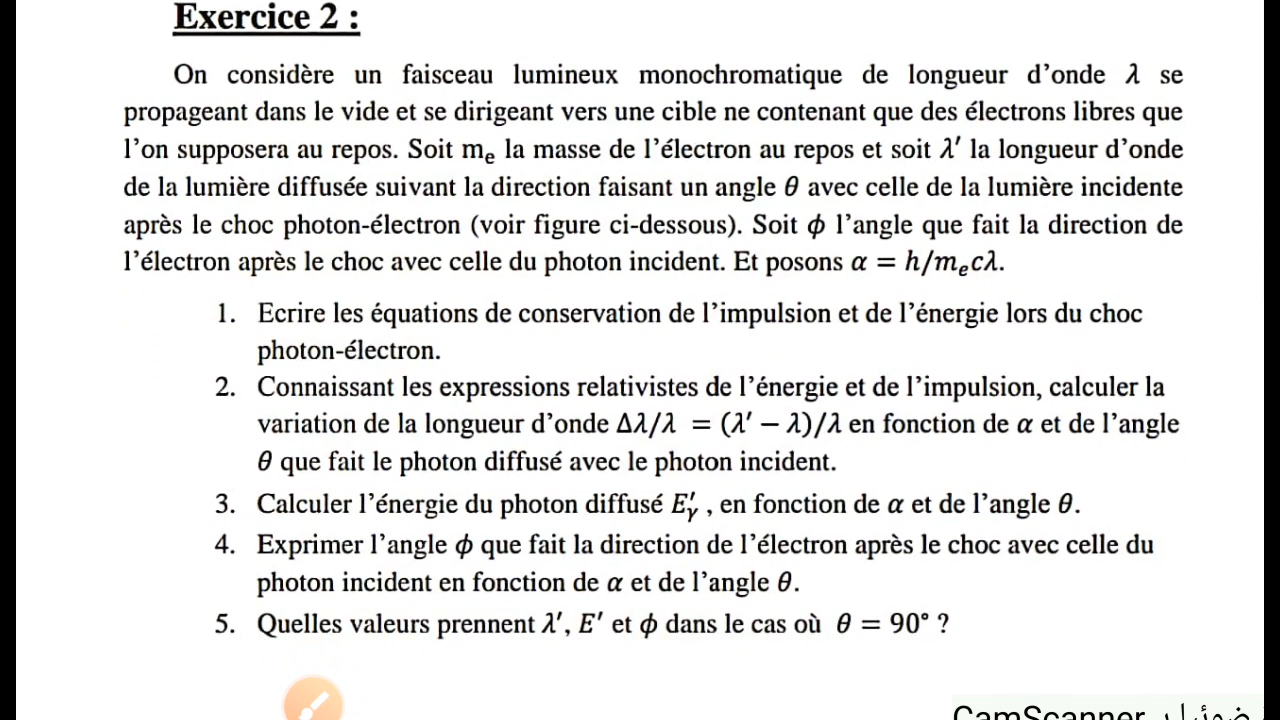 Exercice 2 :
On considère un faisceau lumineux monochromatique de longueur d’onde λ se
propageant dans le vide et se dirigeant vers une cible ne contenant que des électrons libres que
l’on supposera au repos. Soit mₑ la masse de l’électron au repos et soit λ′ la longueur d’onde
de la lumière diffusée suivant la direction faisant un angle θ avec celle de la lumière incidente
après le choc photon-électron (voir figure ci-dessous). Soit ϕ l’angle que fait la direction de
l’électron après le choc avec celle du photon incident. Et posons α = h/mₑcλ.
1. Ecrire les équations de conservation de l’impulsion et de l’énergie lors du choc
photon-électron.
2. Connaissant les expressions relativistes de l’énergie et de l’impulsion, calculer la
variation de la longueur d’onde Δλ/λ = (λ′ − λ)/λ en fonction de α et de l’angle
θ que fait le photon diffusé avec le photon incident.
3. Calculer l’énergie du photon diffusé E′ᵧ , en fonction de α et de l’angle θ.
4. Exprimer l’angle ϕ que fait la direction de l’électron après le choc avec celle du
photon incident en fonction de α et de l’angle θ.
5. Quelles valeurs prennent λ′, E′ et ϕ dans le cas où θ = 90° ?
CamScanner